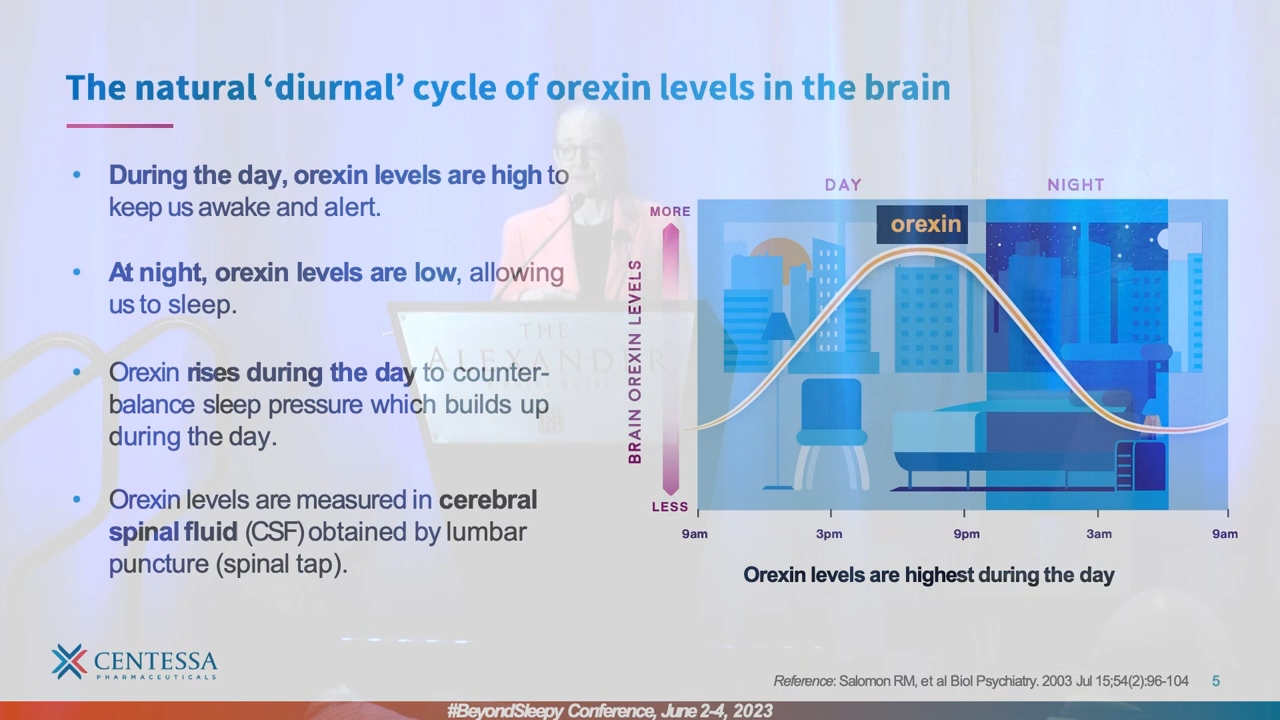 The natural ‘diurnal’ cycle of orexin levels in the brain
• During the day, orexin levels are high to
keep us awake and alert.
• At night, orexin levels are low, allowing
us to sleep.
• Orexin rises during the day to counter-
balance sleep pressure which builds up
during the day.
• Orexin levels are measured in cerebral
spinal fluid (CSF) obtained by lumbar
puncture (spinal tap).
THE
ALEXANDER
DAY
NIGHT
MORE
orexin
BRAIN OREXIN LEVELS
LESS
9am
3pm
9pm
3am
9am
Orexin levels are highest during the day
CENTESSA
PHARMACEUTICALS
Reference: Salomon RM, et al Biol Psychiatry. 2003 Jul 15;54(2):96-104
5
#BeyondSleepy Conference, June 2-4, 2023